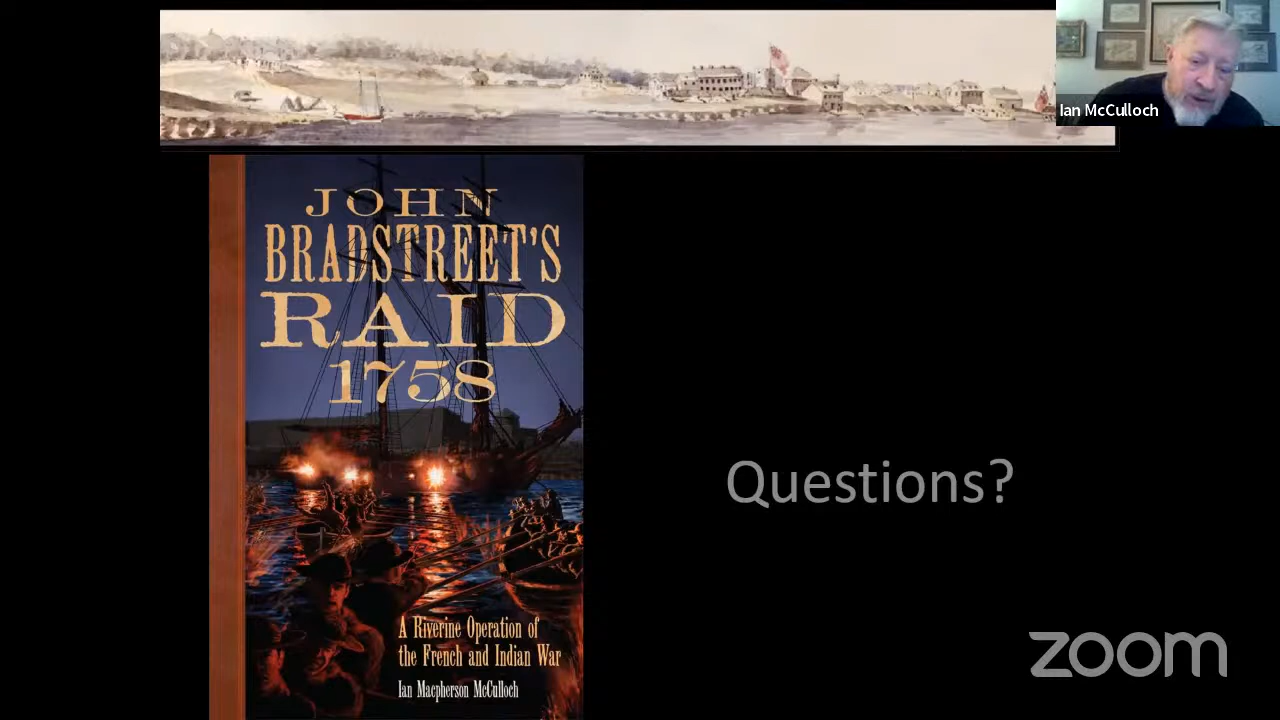 Ian McCulloch
JOHN
BRADSTREET'S
RAID
1758
A Riverine Operation of
the French and Indian War
Ian Macpherson McCulloch
Questions?
zoom